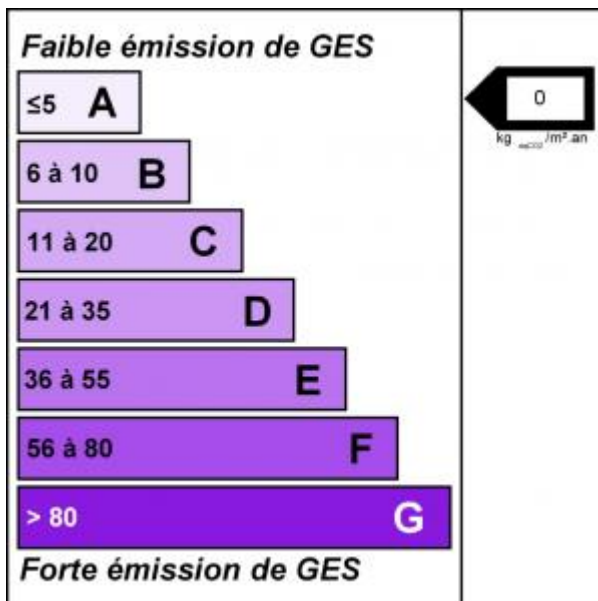 Faible émission de GES
≤5 A
0
kg eqCO2 /m².an
6 à 10 B
11 à 20 C
21 à 35 D
36 à 55 E
56 à 80 F
> 80 G
Forte émission de GES